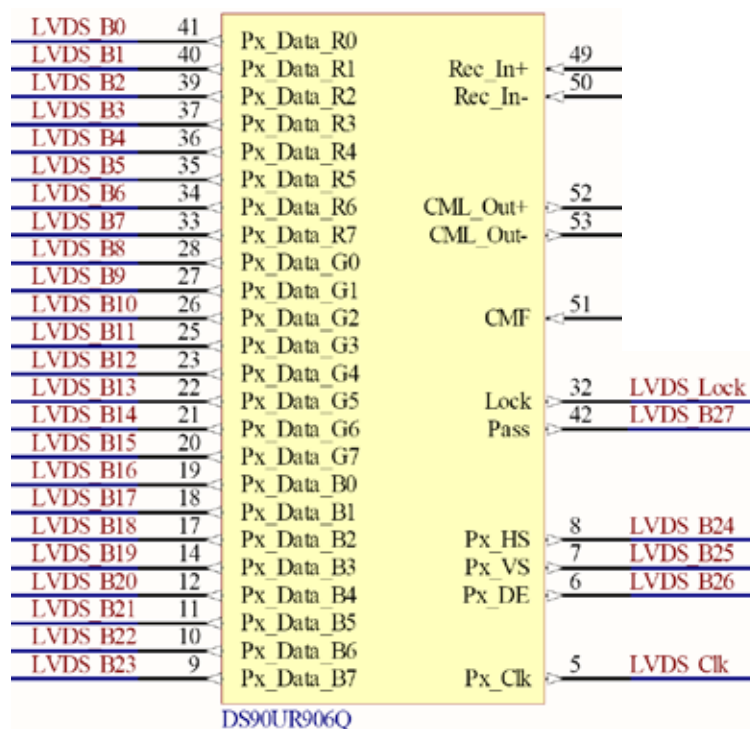 LVDS_B0 41 Px_Data_R0
LVDS_B1 40 Px_Data_R1 Rec_In+ 49
LVDS_B2 39 Px_Data_R2 Rec_In- 50
LVDS_B3 37 Px_Data_R3
LVDS_B4 36 Px_Data_R4
LVDS_B5 35 Px_Data_R5
LVDS_B6 34 Px_Data_R6 CML_Out+ 52
LVDS_B7 33 Px_Data_R7 CML_Out- 53
LVDS_B8 28 Px_Data_G0
LVDS_B9 27 Px_Data_G1
LVDS_B10 26 Px_Data_G2 CMF 51
LVDS_B11 25 Px_Data_G3
LVDS_B12 23 Px_Data_G4
LVDS_B13 22 Px_Data_G5 Lock 32 LVDS_Lock
LVDS_B14 21 Px_Data_G6 Pass 42 LVDS_B27
LVDS_B15 20 Px_Data_G7
LVDS_B16 19 Px_Data_B0
LVDS_B17 18 Px_Data_B1
LVDS_B18 17 Px_Data_B2 Px_HS 8 LVDS_B24
LVDS_B19 14 Px_Data_B3 Px_VS 7 LVDS_B25
LVDS_B20 12 Px_Data_B4 Px_DE 6 LVDS_B26
LVDS_B21 11 Px_Data_B5
LVDS_B22 10 Px_Data_B6
LVDS_B23 9 Px_Data_B7 Px_Clk 5 LVDS_Clk
DS90UR906Q